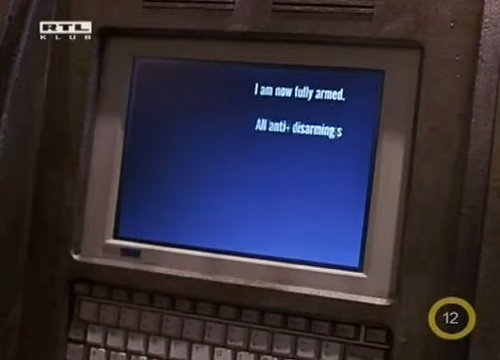 RTL
KLUB
I am now fully armed.
All anti- disarming s
12